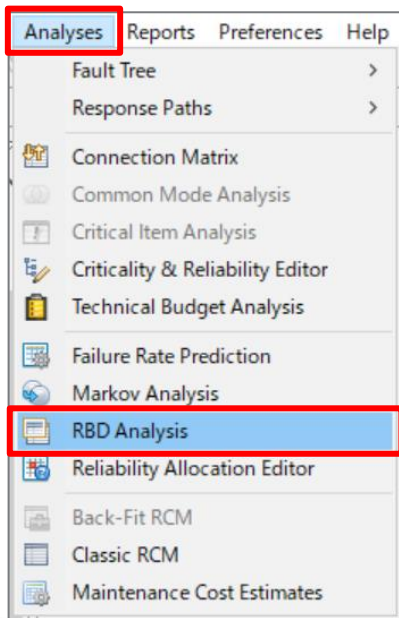 Analyses Reports Preferences Help
Fault Tree >
Response Paths >
Connection Matrix
Common Mode Analysis
Critical Item Analysis
Criticality & Reliability Editor
Technical Budget Analysis
Failure Rate Prediction
Markov Analysis
RBD Analysis
Reliability Allocation Editor
Back-Fit RCM
Classic RCM
Maintenance Cost Estimates